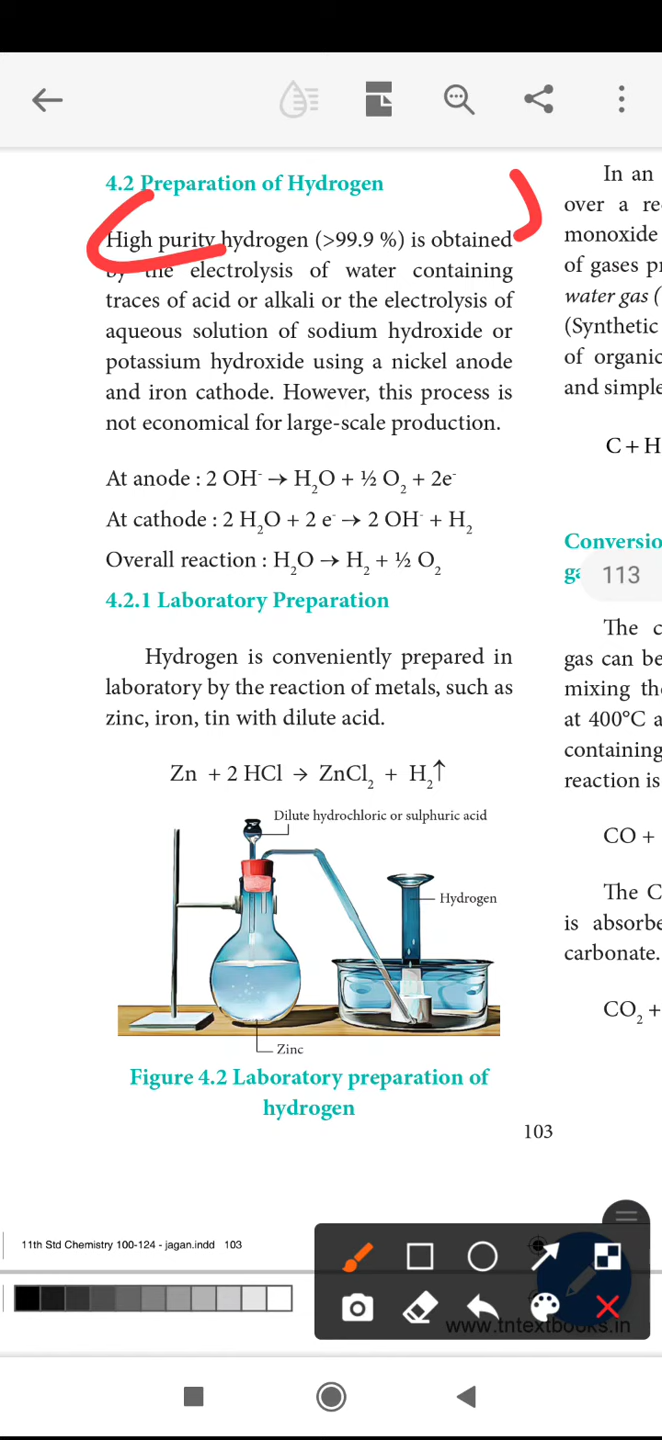 4.2 Preparation of Hydrogen
High purity hydrogen (>99.9 %) is obtained
by the electrolysis of water containing
traces of acid or alkali or the electrolysis of
aqueous solution of sodium hydroxide or
potassium hydroxide using a nickel anode
and iron cathode. However, this process is
not economical for large-scale production.
At anode : 2 OH⁻ → H₂O + ½ O₂ + 2e⁻
At cathode : 2 H₂O + 2 e⁻ → 2 OH⁻ + H₂
Overall reaction : H₂O → H₂ + ½ O₂
4.2.1 Laboratory Preparation
Hydrogen is conveniently prepared in
laboratory by the reaction of metals, such as
zinc, iron, tin with dilute acid.
Zn + 2 HCl → ZnCl₂ + H₂↑
Dilute hydrochloric or sulphuric acid
Hydrogen
Zinc
Figure 4.2 Laboratory preparation of
hydrogen
103
In an
over a
monoxide
of gases
water gas (
(Synthetic
of organic
and simple
C + H
113
The
gas can be
mixing
at 400°C
containing
reaction is
CO +
The C
is
carbonate.
CO₂ +
11th Std Chemistry 100-124 - jagan.indd 103
www.tntextbooks.in